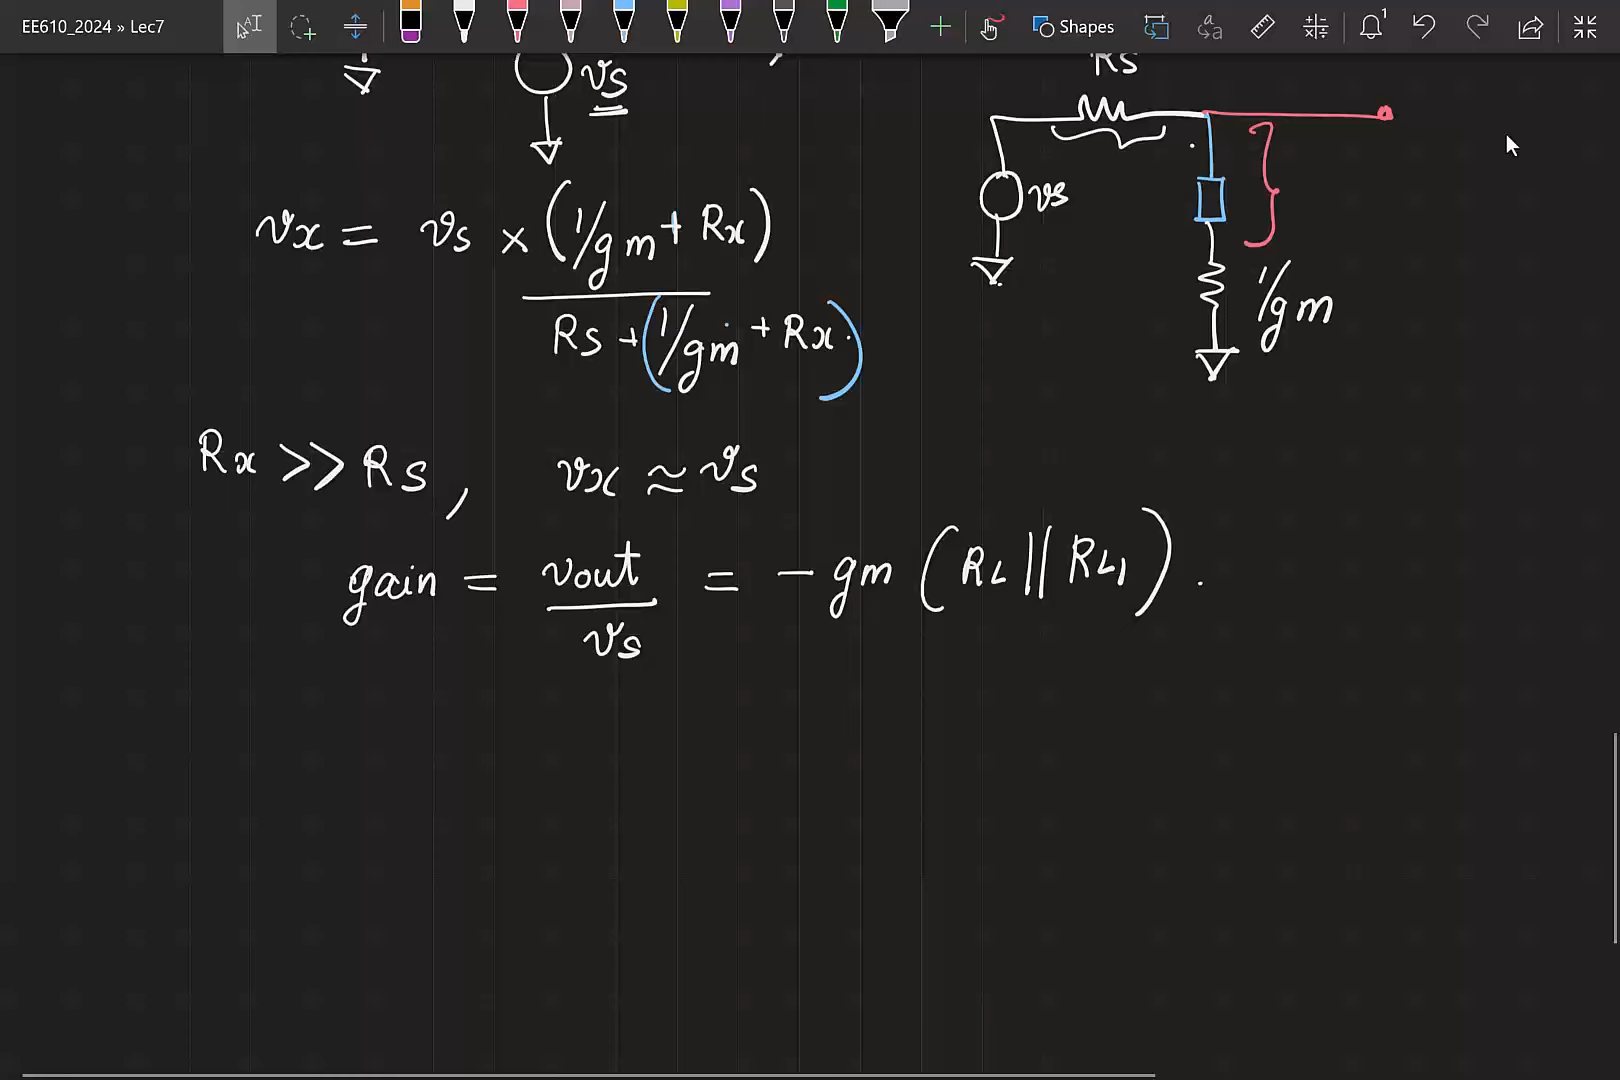 EE610_2024 » Lec7
Shapes
1
vs
Rs
vs
vx = vs × (1/gm + Rx)
Rs + (1/gm + Rx)
1/gm
Rx >> Rs, vx ≈ vs
gain = vout = - gm (RL || RL1).
vs